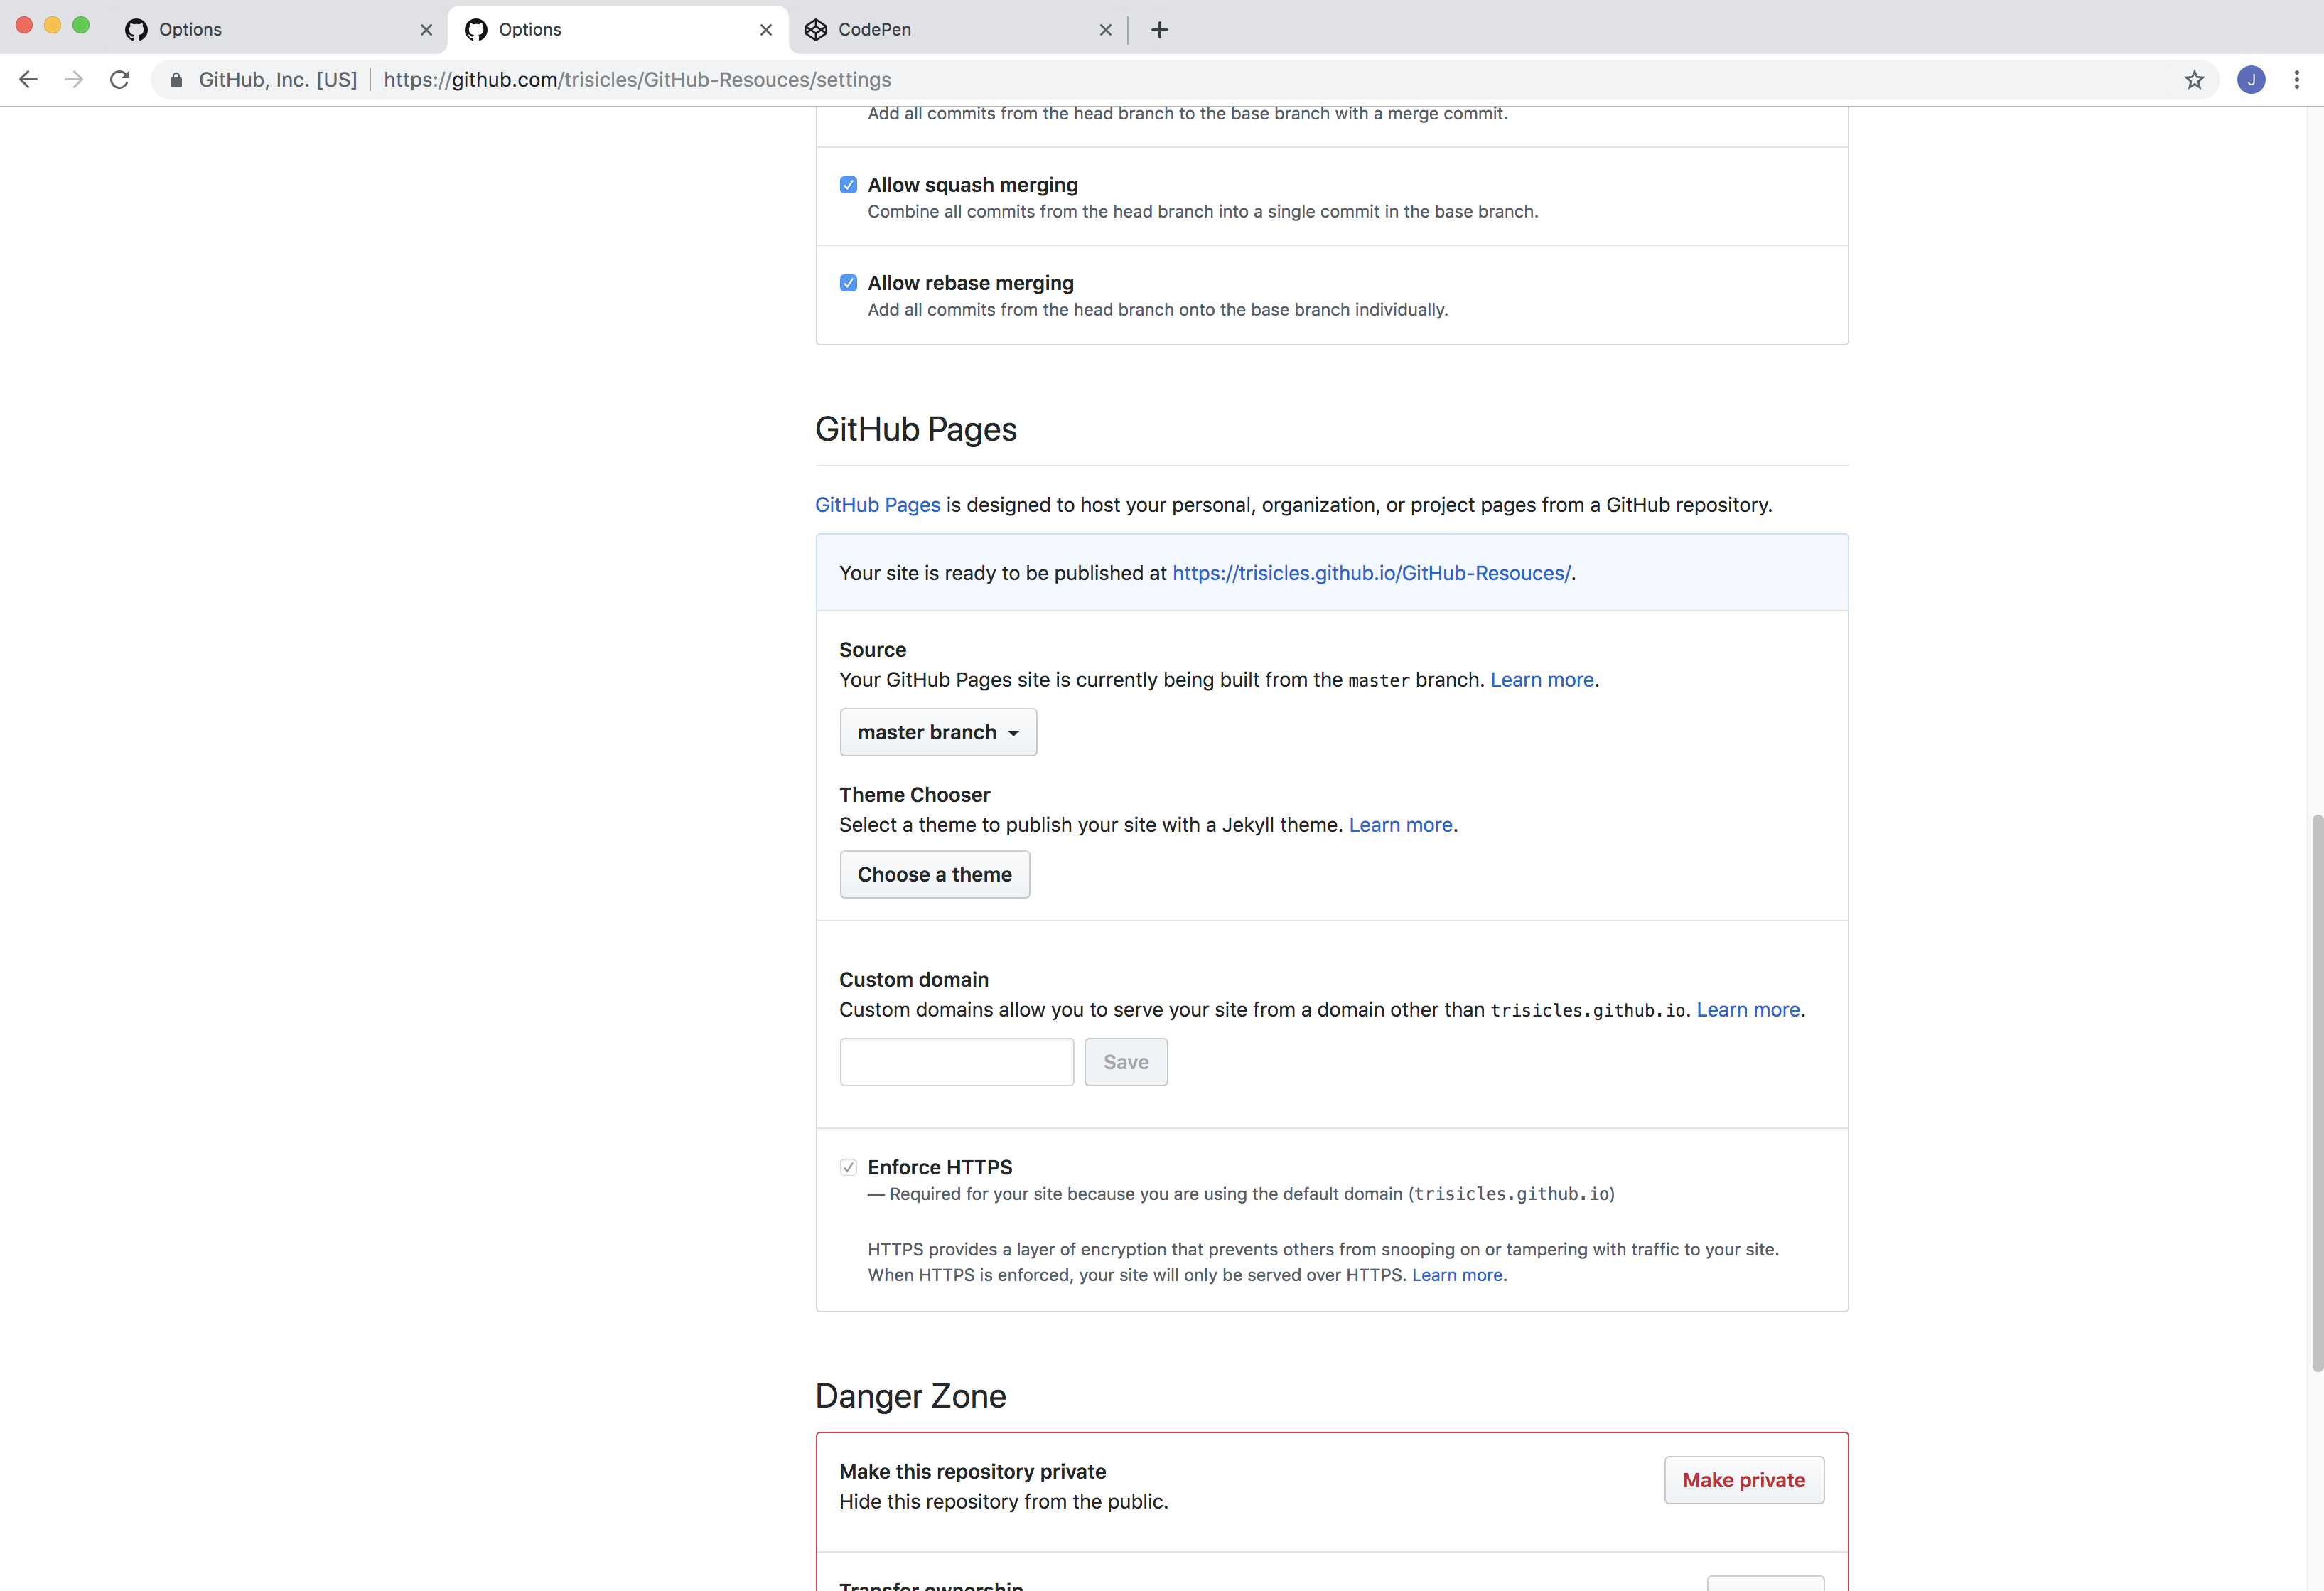 Options
Options
CodePen
GitHub, Inc. [US] | https://github.com/trisicles/GitHub-Resouces/settings
J
Add all commits from the head branch to the base branch with a merge commit.
Allow squash merging
Combine all commits from the head branch into a single commit in the base branch.
Allow rebase merging
Add all commits from the head branch onto the base branch individually.
GitHub Pages
GitHub Pages is designed to host your personal, organization, or project pages from a GitHub repository.
Your site is ready to be published at https://trisicles.github.io/GitHub-Resouces/.
Source
Your GitHub Pages site is currently being built from the master branch. Learn more.
master branch
Theme Chooser
Select a theme to publish your site with a Jekyll theme. Learn more.
Choose a theme
Custom domain
Custom domains allow you to serve your site from a domain other than trisicles.github.io. Learn more.
Save
Enforce HTTPS
— Required for your site because you are using the default domain (trisicles.github.io)
HTTPS provides a layer of encryption that prevents others from snooping on or tampering with traffic to your site.
When HTTPS is enforced, your site will only be served over HTTPS. Learn more.
Danger Zone
Make this repository private
Make private
Hide this repository from the public.
Transfer ownership